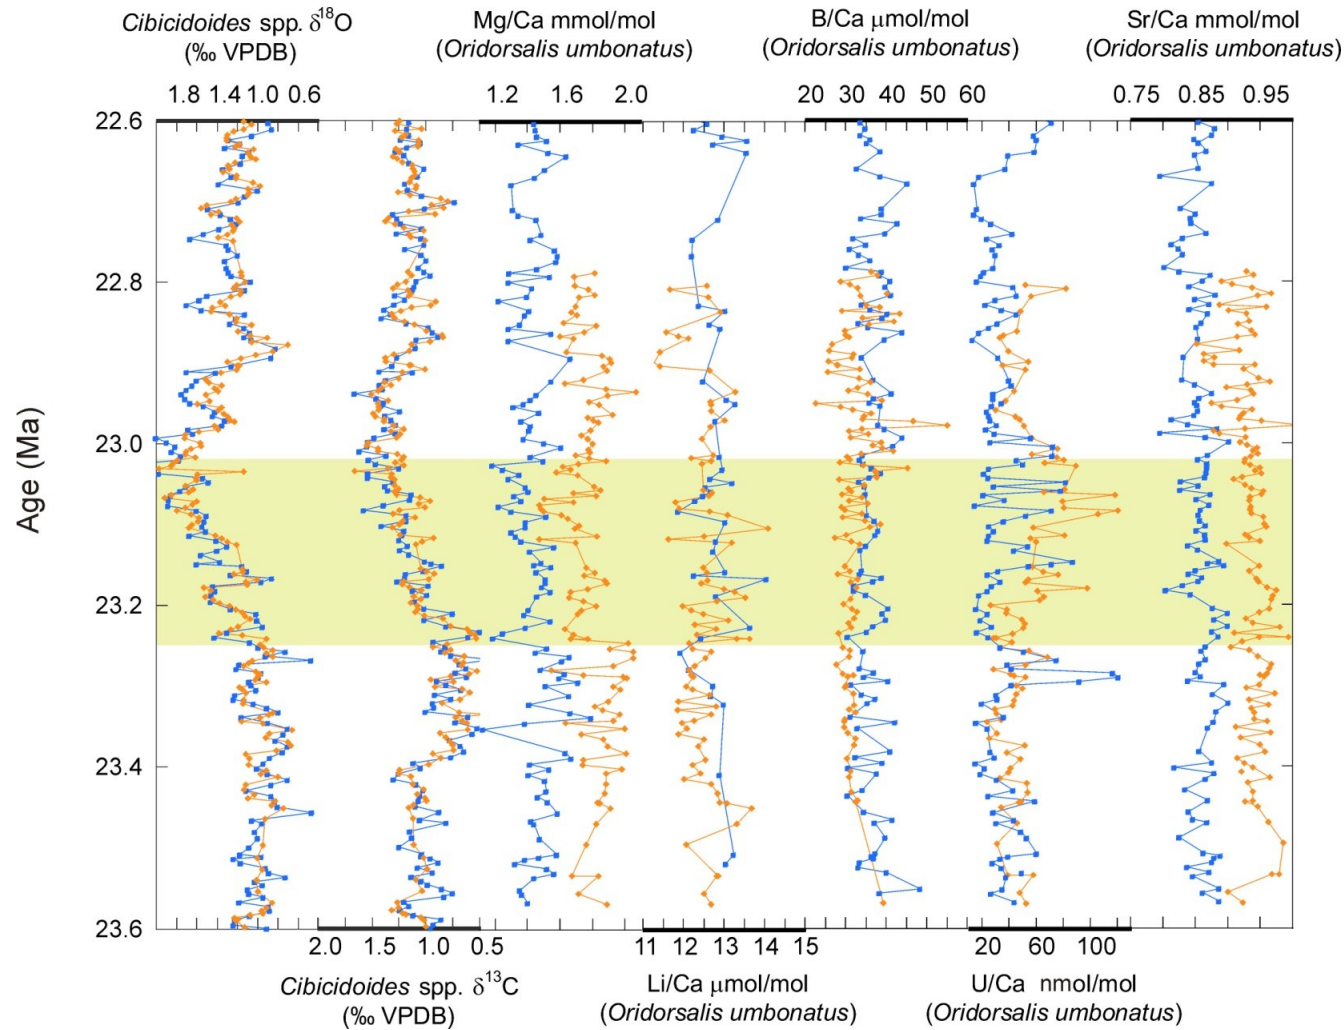 Cibicidoides spp. δ18O
(‰ VPDB)
Mg/Ca mmol/mol
(Oridorsalis umbonatus)
B/Ca μmol/mol
(Oridorsalis umbonatus)
Sr/Ca mmol/mol
(Oridorsalis umbonatus)
1.8 1.4 1.0 0.6
1.2 1.6 2.0
20 30 40 50 60
0.75 0.85 0.95
Age (Ma)
22.6
22.8
23.0
23.2
23.4
23.6
2.0 1.5 1.0 0.5
11 12 13 14 15
20 60 100
Cibicidoides spp. δ13C
(‰ VPDB)
Li/Ca μmol/mol
(Oridorsalis umbonatus)
U/Ca nmol/mol
(Oridorsalis umbonatus)